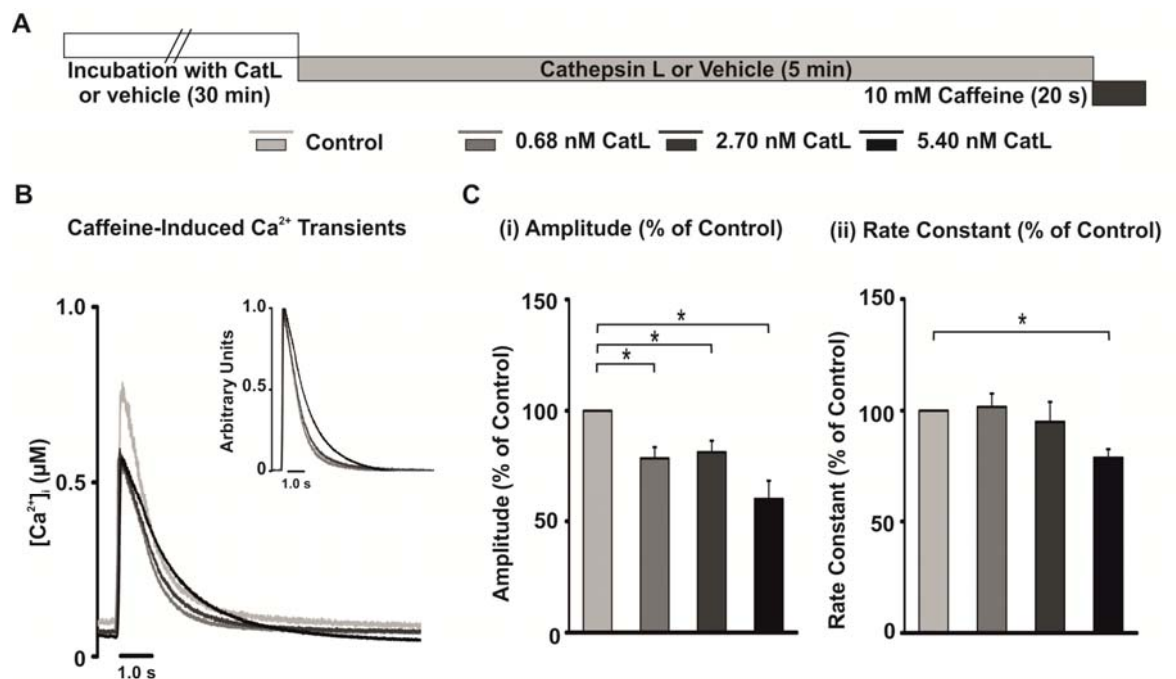 A
Incubation with CatL
or vehicle (30 min)
Cathepsin L or Vehicle (5 min)
10 mM Caffeine (20 s)
Control
0.68 nM CatL
2.70 nM CatL
5.40 nM CatL
B
Caffeine-Induced Ca²⁺ Transients
1.0
0.5
0
[Ca²⁺]ᵢ (µM)
1.0 s
1.0
0.5
0
Arbitrary Units
1.0 s
C
(i) Amplitude (% of Control)
150
100
50
0
Amplitude (% of Control)
*
*
*
(ii) Rate Constant (% of Control)
150
100
50
0
Rate Constant (% of Control)
*